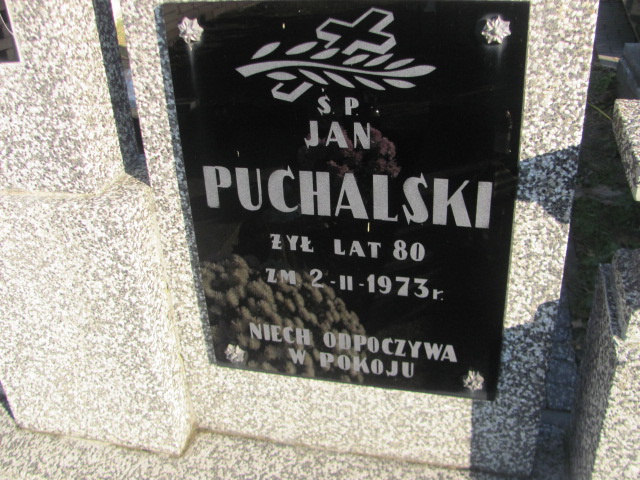 Ś.P.
JAN
PUCHALSKI
ŻYŁ LAT 80
ZM 2-II-1973r.
NIECH ODPOCZYWA
W POKOJU